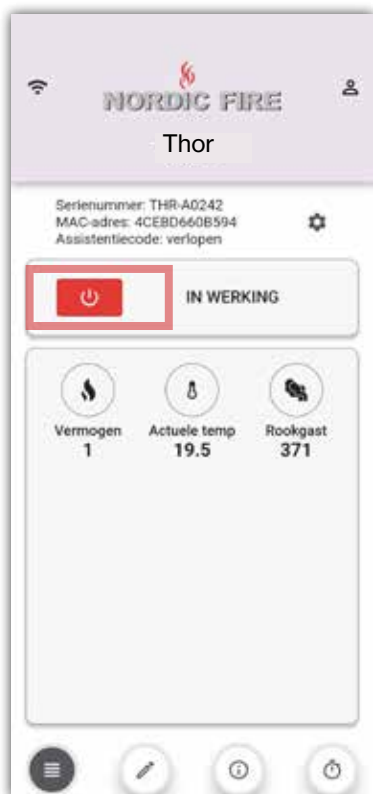 NORDIC FIRE
Thor
Serienummer: THR-A0242
MAC-adres: 4CEBD660B594
Assistentiecode: verlopen
IN WERKING
Vermogen Actuele temp Rookgast
1 19.5 371